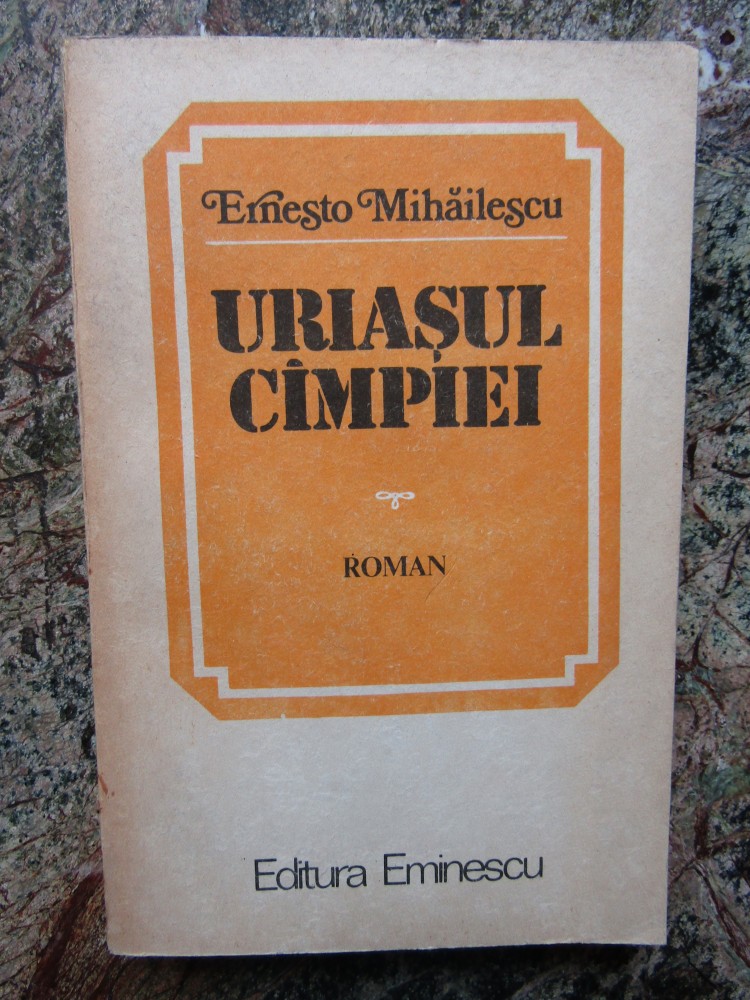 Ernesto Mihăilescu
URIAȘUL
CÎMPIEI
ROMAN
Editura Eminescu